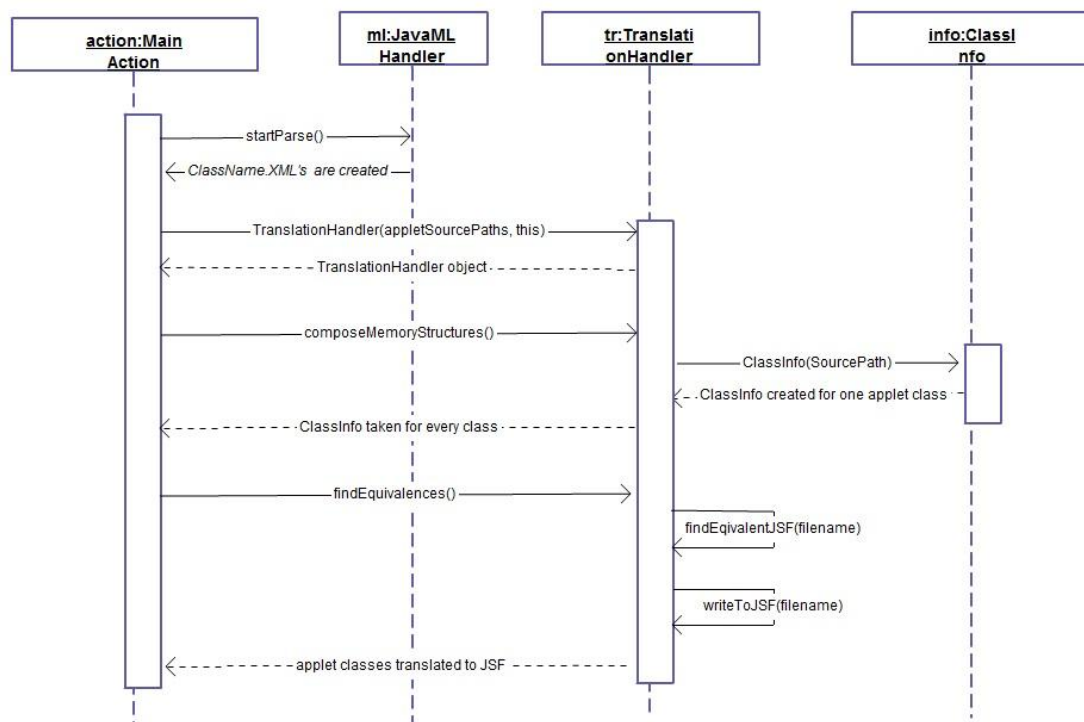 action:Main
Action
ml:JavaML
Handler
tr:Translati
onHandler
info:ClassI
nfo
startParse()
ClassName.XML's are created
TranslationHandler(appletSourcePaths, this)
TranslationHandler object
composeMemoryStructures()
ClassInfo(SourcePath)
ClassInfo created for one applet class
ClassInfo taken for every class
findEquivalences()
findEqivalentJSF(filename)
writeToJSF(filename)
applet classes translated to JSF